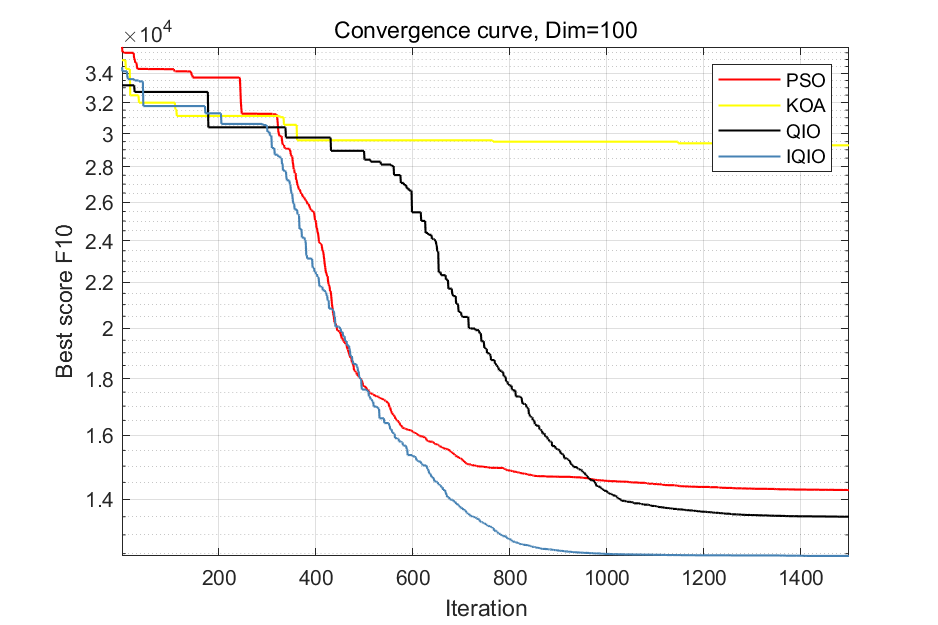 ×10⁴
Convergence curve, Dim=100
PSO
KOA
QIO
IQIO
3.4
3.2
3
2.8
2.6
2.4
2.2
2
1.8
1.6
1.4
Best score F10
200
400
600
800
1000
1200
1400
Iteration